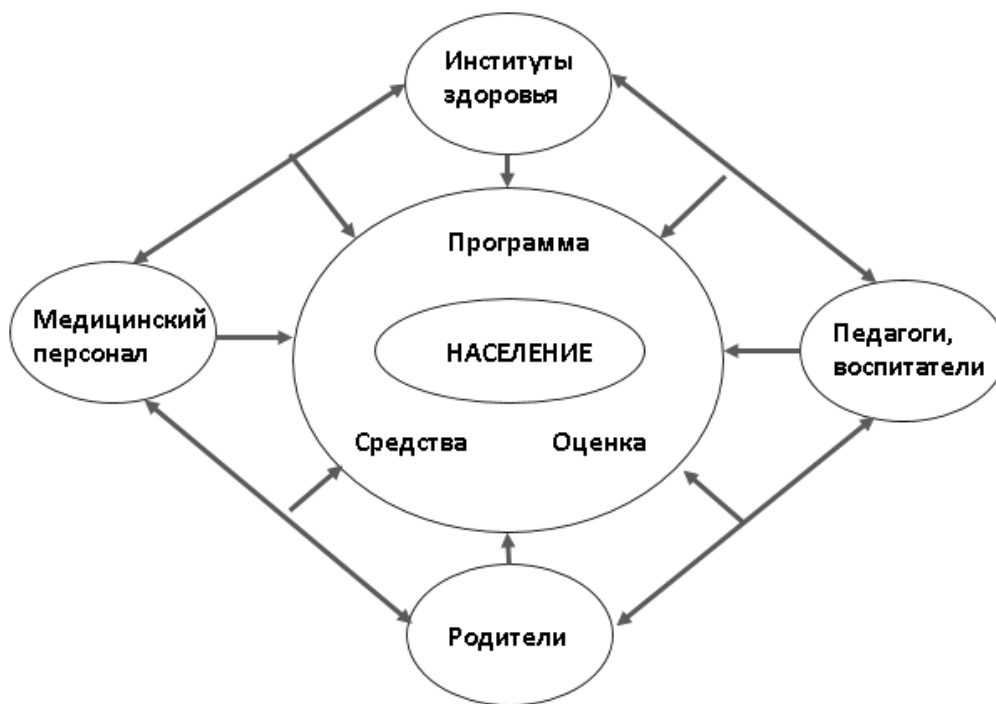 Институты
здоровья
Программа
Медицинский
персонал
НАСЕЛЕНИЕ
Педагоги,
воспитатели
Средства
Оценка
Родители